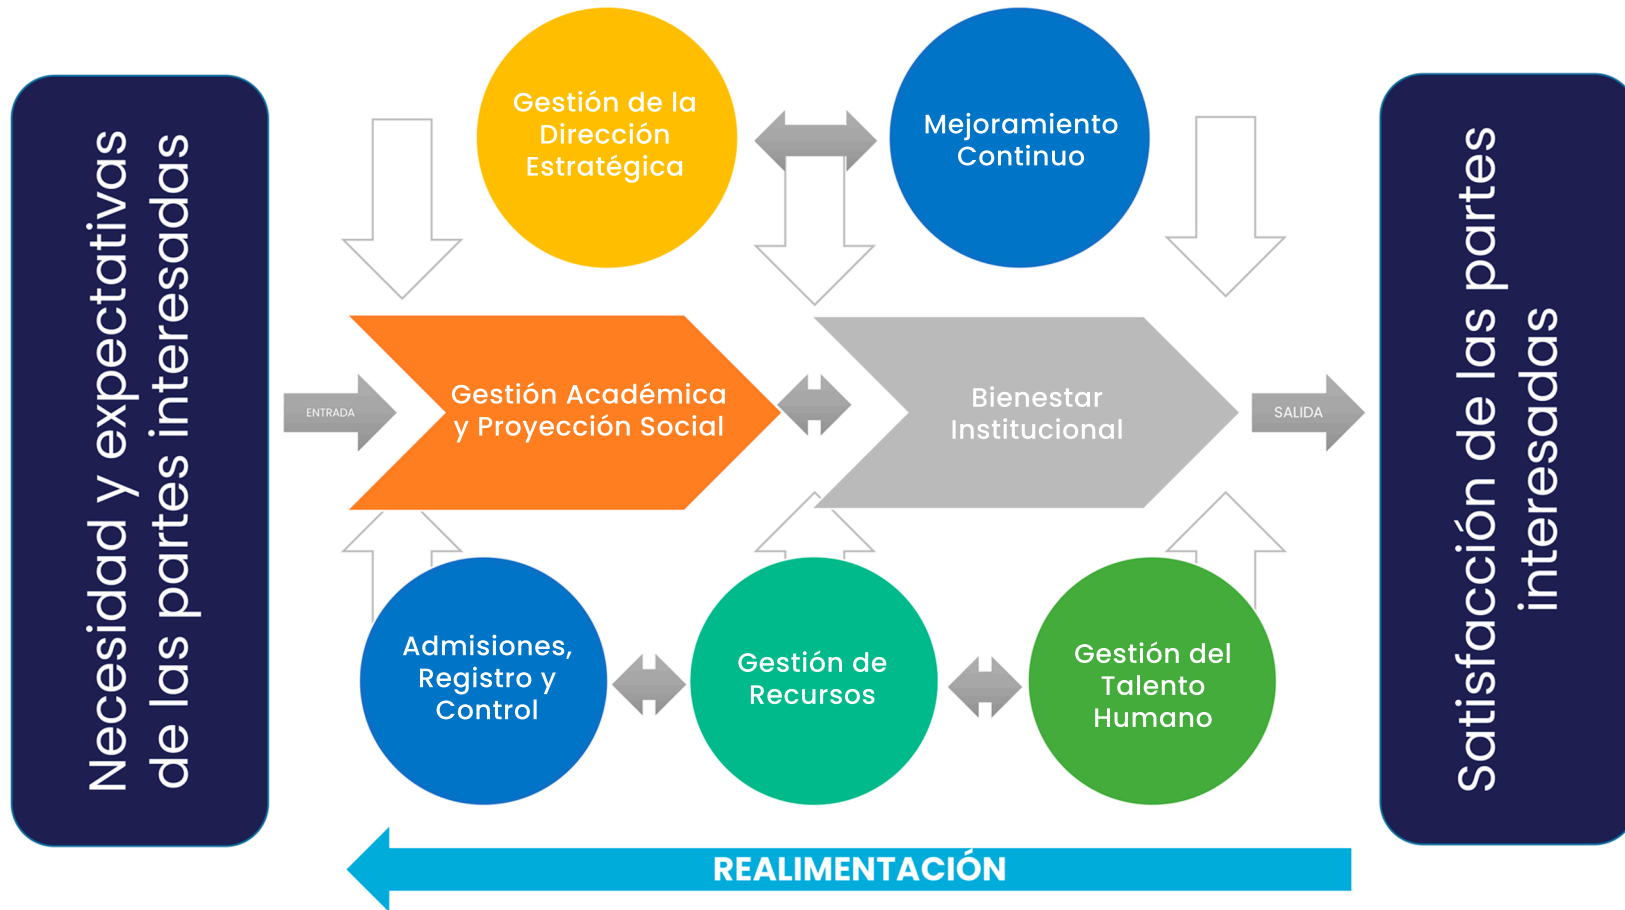 Necesidad y expectativas
de las partes interesadas
Gestión de la
Dirección
Estratégica
Mejoramiento
Continuo
ENTRADA
Gestión Académica
y Proyección Social
Bienestar
Institucional
SALIDA
Admisiones,
Registro y
Control
Gestión de
Recursos
Gestión del
Talento
Humano
REALIMENTACIÓN
Satisfacción de las partes
interesadas